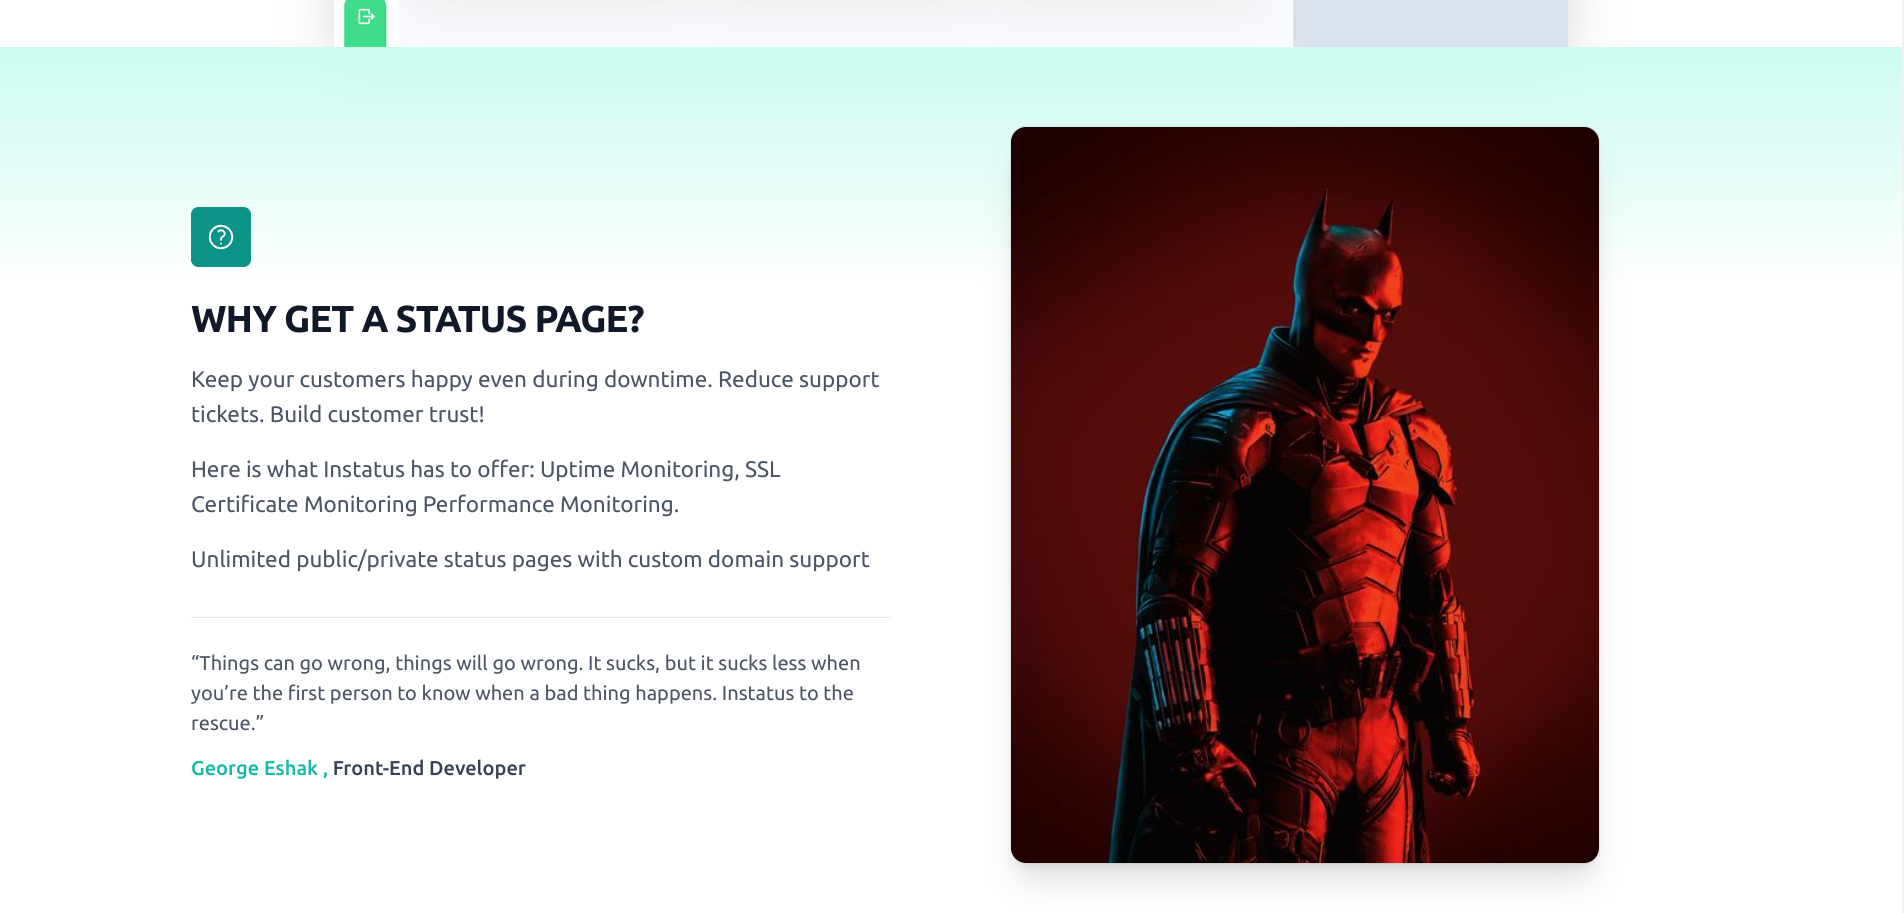 WHY GET A STATUS PAGE?
Keep your customers happy even during downtime. Reduce support
tickets. Build customer trust!
Here is what Instatus has to offer: Uptime Monitoring, SSL
Certificate Monitoring Performance Monitoring.
Unlimited public/private status pages with custom domain support
“Things can go wrong, things will go wrong. It sucks, but it sucks less when
you’re the first person to know when a bad thing happens. Instatus to the
rescue.”
George Eshak , Front-End Developer